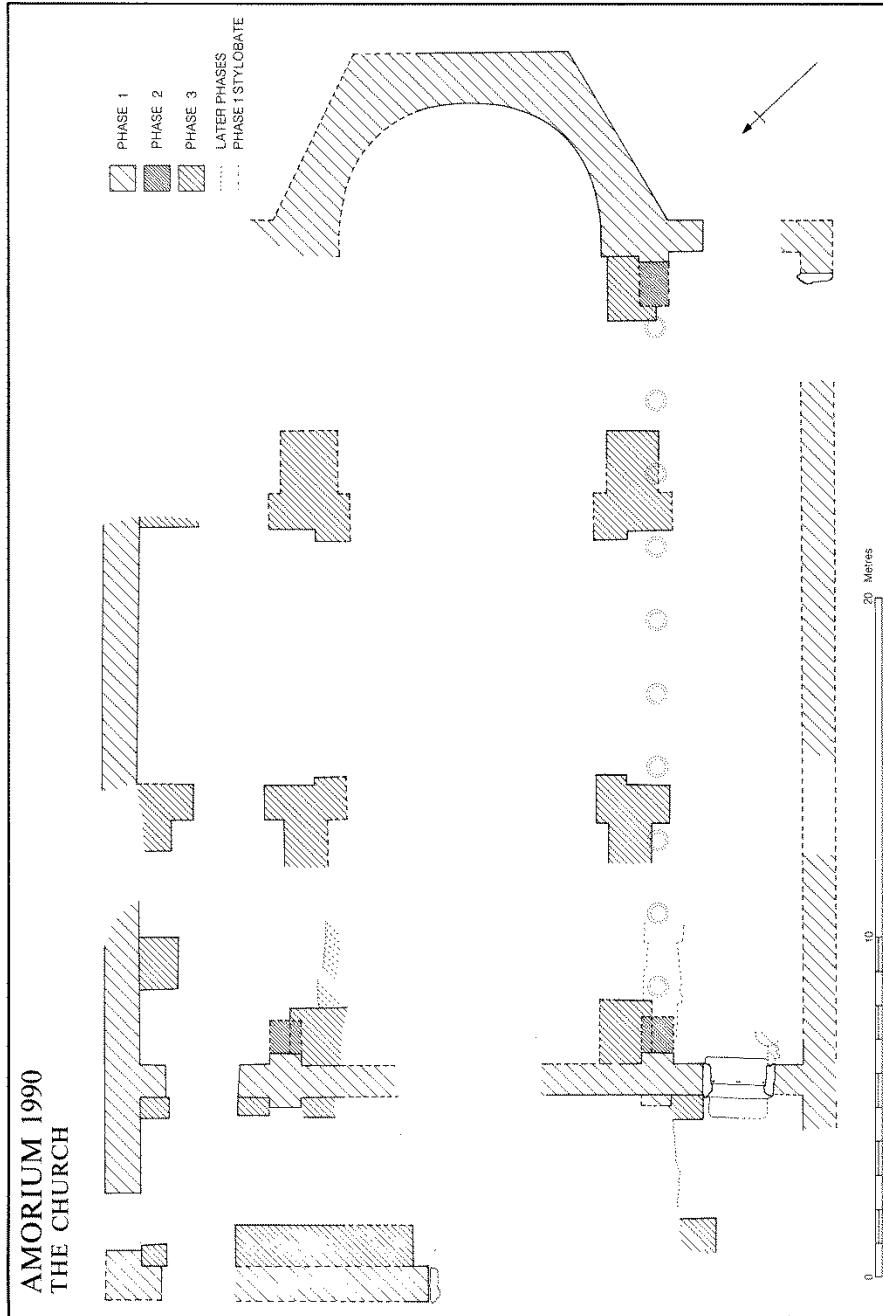 AMORIUM 1990
THE CHURCH
PHASE 1
PHASE 2
PHASE 3
LATER PHASES
PHASE 1 STYLOBATE
0
10
20
Metres